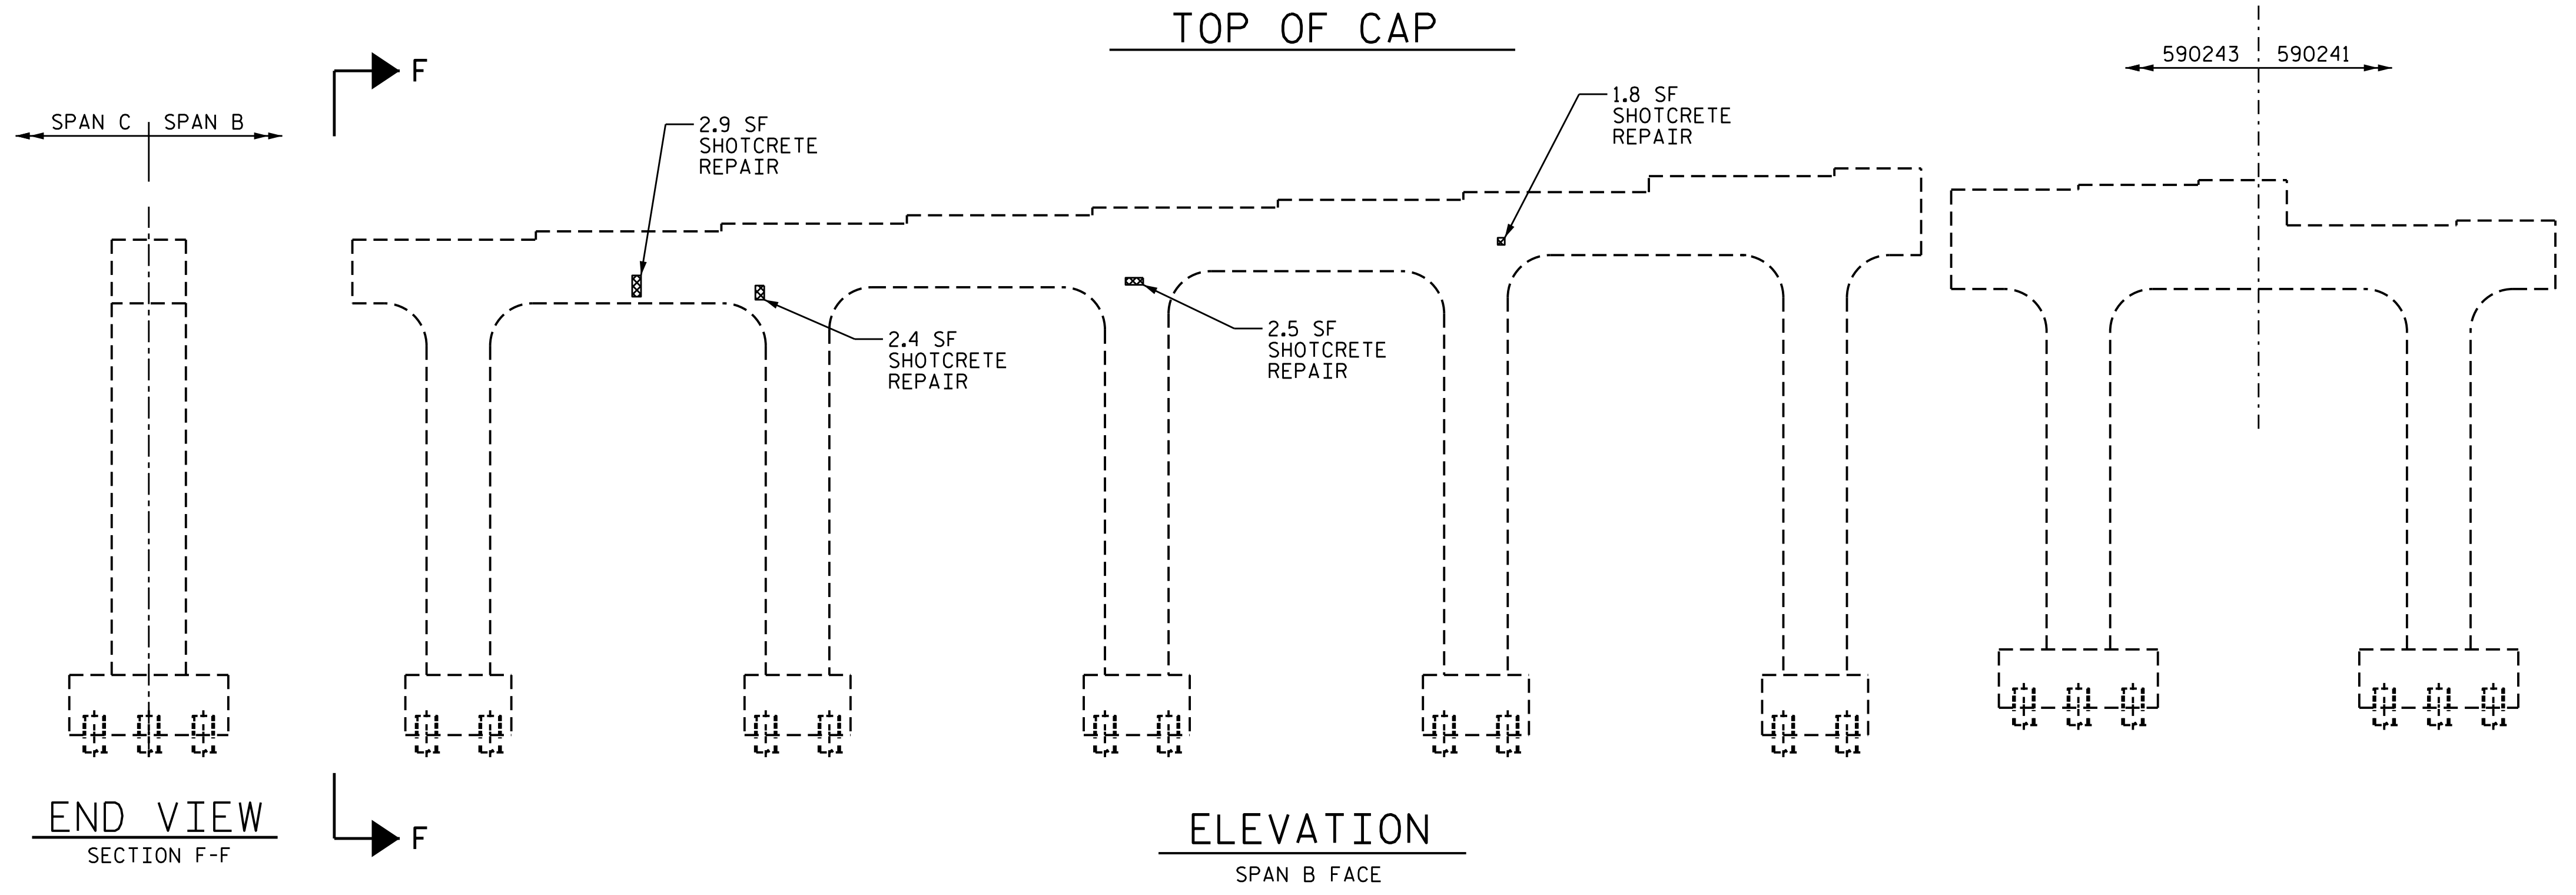 TOP OF CAP
F
590243 590241
SPAN C SPAN B
2.9 SF
SHOTCRETE
REPAIR
1.8 SF
SHOTCRETE
REPAIR
2.4 SF
SHOTCRETE
REPAIR
2.5 SF
SHOTCRETE
REPAIR
END VIEW
SECTION F-F
F
ELEVATION
SPAN B FACE